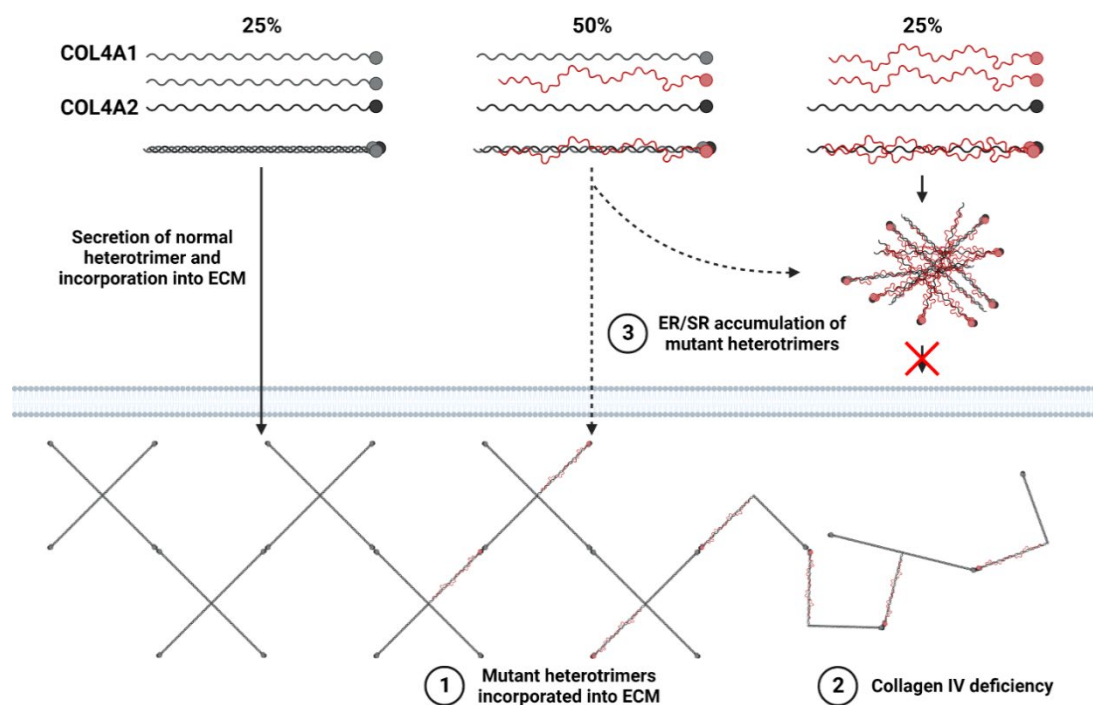 25%
50%
25%
COL4A1
COL4A2
Secretion of normal
heterotrimer and
incorporation into ECM
3
ER/SR accumulation of
mutant heterotrimers
1
Mutant heterotrimers
incorporated into ECM
2
Collagen IV deficiency